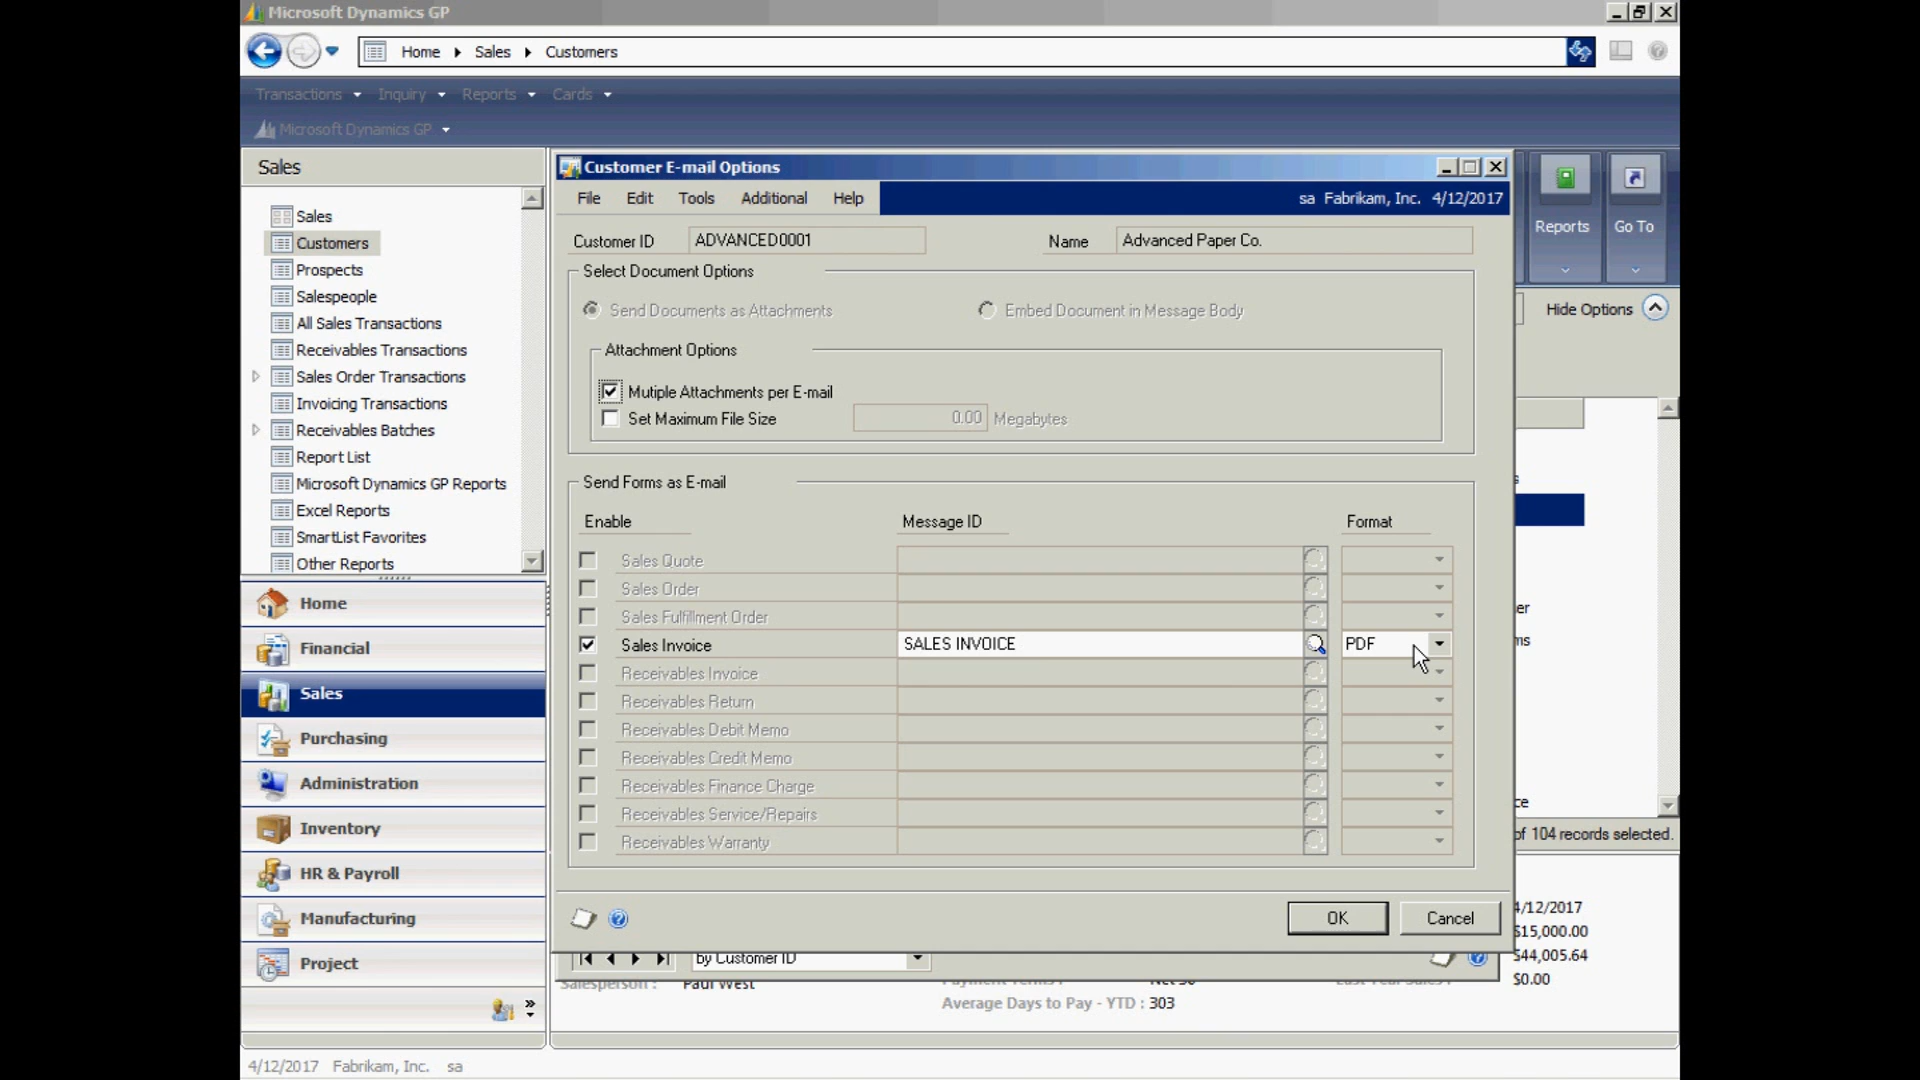 Microsoft Dynamics GP
Home Sales Customers
Transactions Inquiry Reports Cards
Microsoft Dynamics GP
Sales
Sales
Customers
Prospects
Salespeople
All Sales Transactions
Receivables Transactions
Sales Order Transactions
Invoicing Transactions
Receivables Batches
Report List
Microsoft Dynamics GP Reports
Excel Reports
SmartList Favorites
Other Reports
Home
Financial
Sales
Purchasing
Administration
Inventory
HR & Payroll
Manufacturing
Project
Customer E-mail Options
File Edit Tools Additional Help
sa Fabrikam, Inc. 4/12/2017
Customer ID ADVANCED0001 Name Advanced Paper Co.
Select Document Options
Send Documents as Attachments Embed Document in Message Body
Attachment Options
Mutiple Attachments per E-mail
Set Maximum File Size 0.00 Megabytes
Send Forms as E-mail
Enable Message ID Format
Sales Quote
Sales Order
Sales Fulfillment Order
Sales Invoice SALES INVOICE PDF
Receivables Invoice
Receivables Return
Receivables Debit Memo
Receivables Credit Memo
Receivables Finance Charge
Receivables Service/Repairs
Receivables Warranty
OK Cancel
by Customer ID
Salesperson : Paul West
Average Days to Pay - YTD : 303
Reports Go To
Hide Options
of 104 records selected.
4/12/2017
$15,000.00
$44,005.64
$0.00
4/12/2017 Fabrikam, Inc. sa